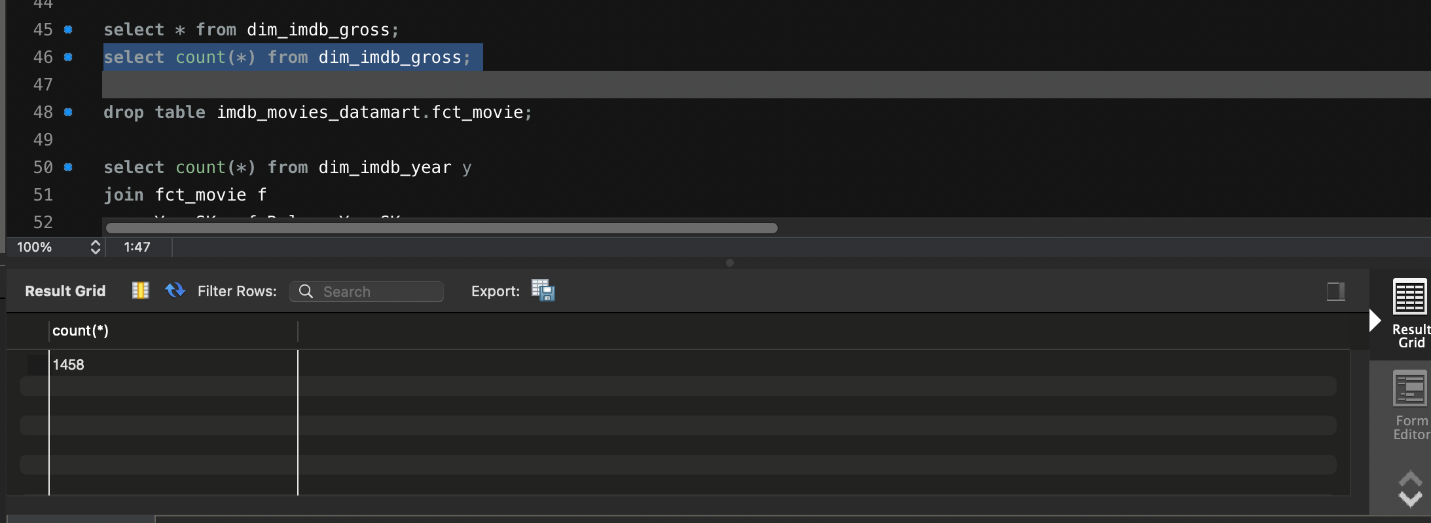 44
45 select * from dim_imdb_gross;
46 select count(*) from dim_imdb_gross;
47
48 drop table imdb_movies_datamart.fct_movie;
49
50 select count(*) from dim_imdb_year y
51 join fct_movie f
52
100% 1:47
Result Grid Filter Rows: Search Export:
count(*)
1458
Result
Grid
Form
Editor